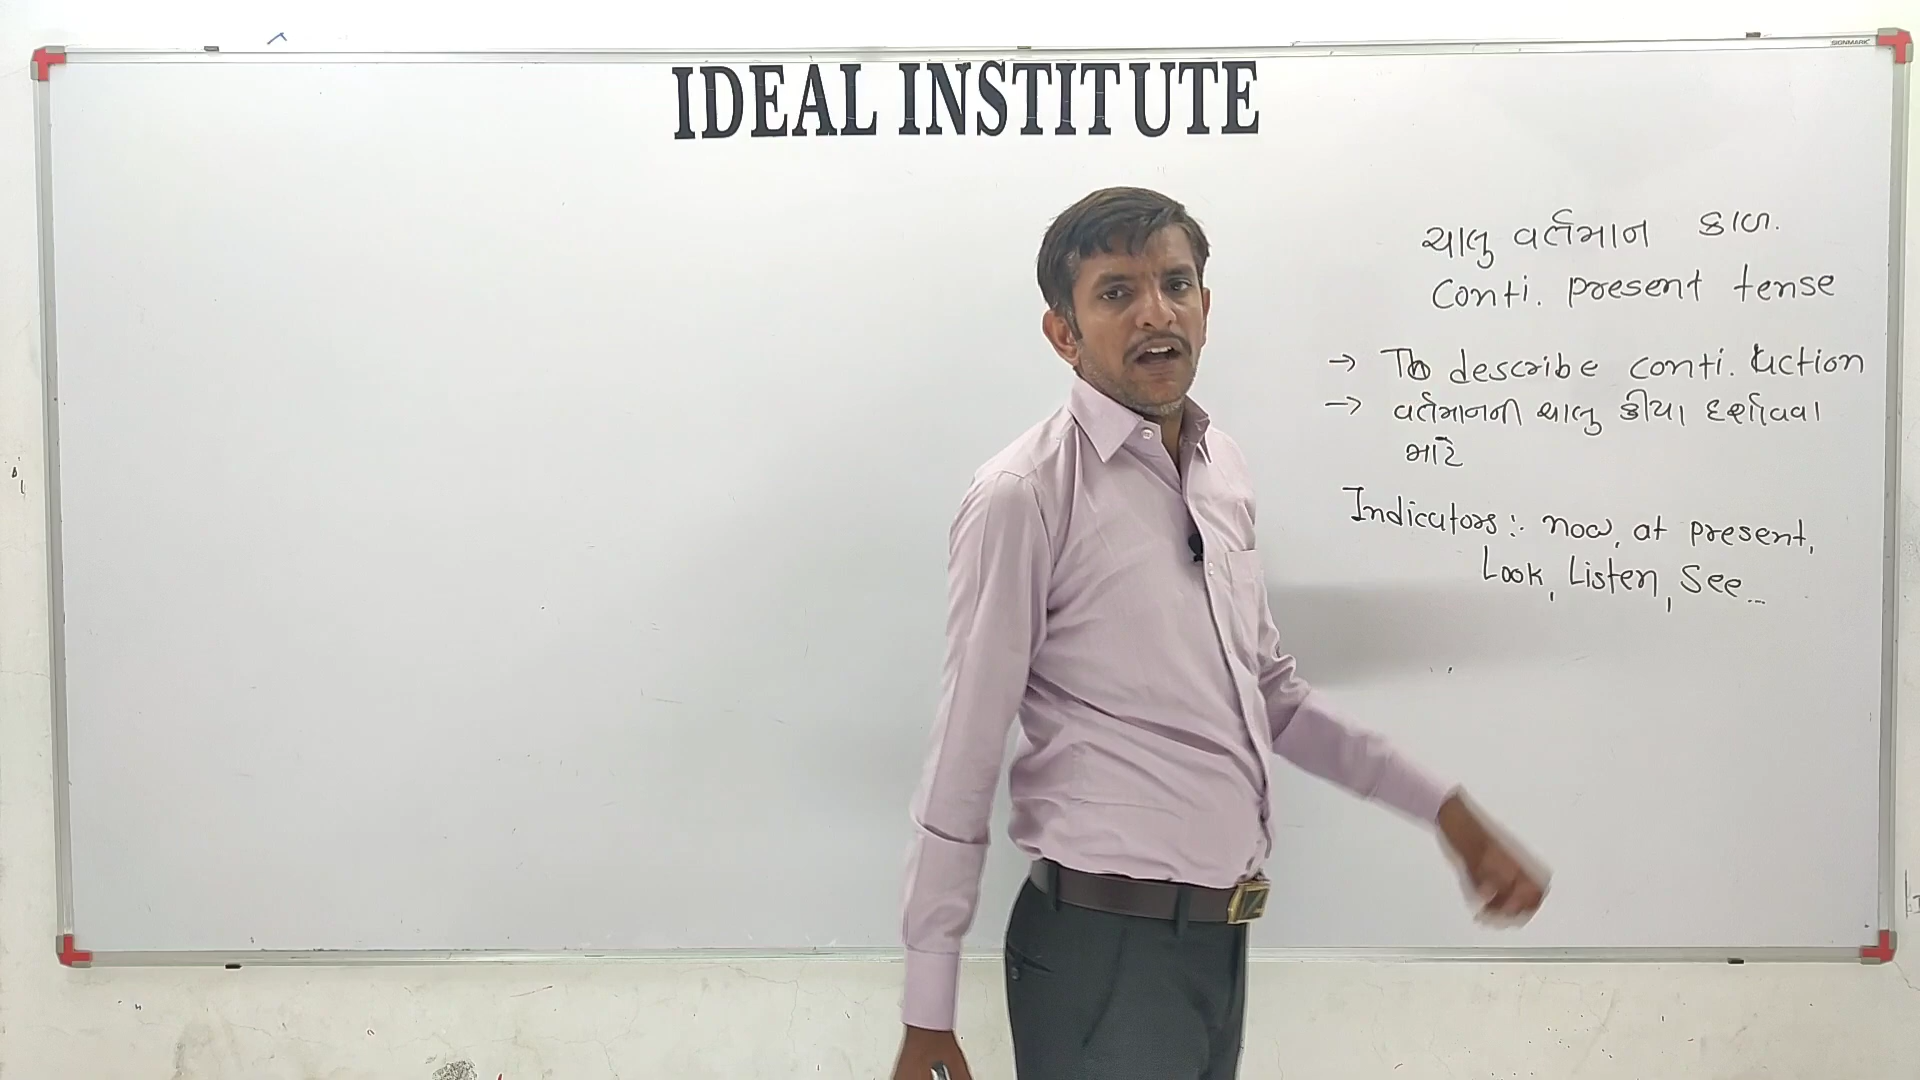 SIGNMARK
IDEAL INSTITUTE
ચાલુ વર્તમાન કાળ.
Conti. present tense
→ To describe conti. action
→ વર્તમાનની ચાલુ ક્રીયા દર્શાવવા
માટે
Indicators:. now, at present,
Look, Listen, See...